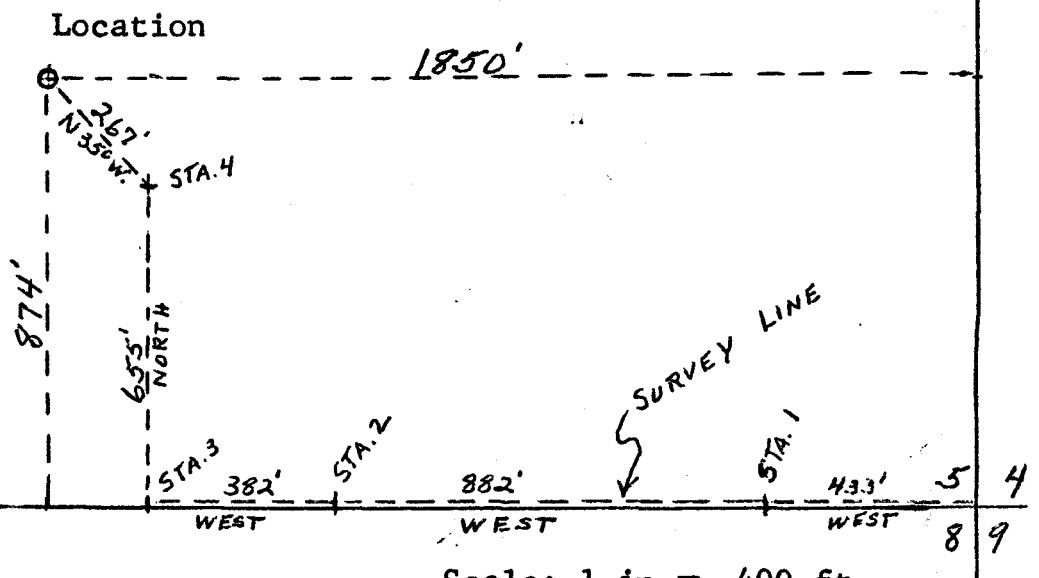 Location
1850'
267'
N 35° W.
STA. 4
874'
655'
NORTH
SURVEY LINE
STA. 3
STA. 2
STA. 1
382'
882'
433'
5
4
WEST
WEST
WEST
8
9
Scale: 1 in = 400 ft